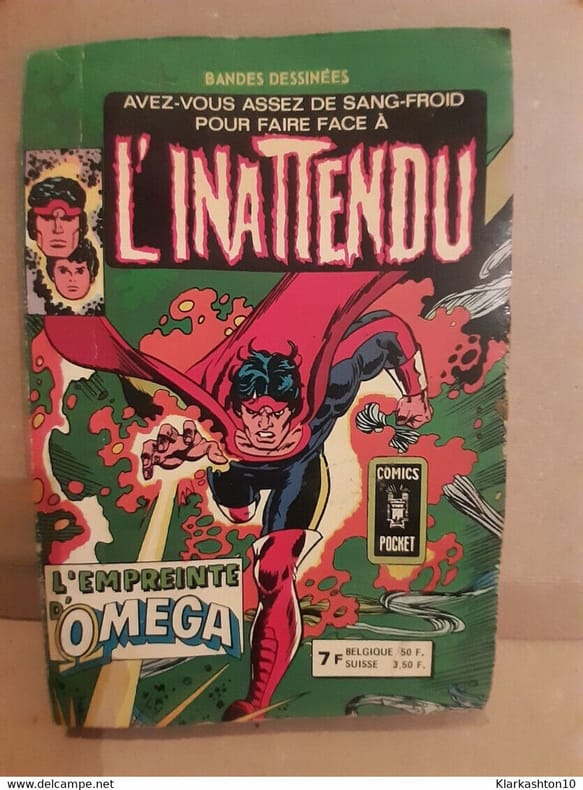 BANDES DESSINÉES
AVEZ-VOUS ASSEZ DE SANG-FROID
POUR FAIRE FACE À
L'INATTENDU
COMICS
POCKET
L'EMPREINTE
D'OMEGA
7F BELGIQUE 50 F.
SUISSE 3,50 F.
www.delcampe.net
Klarkashton10